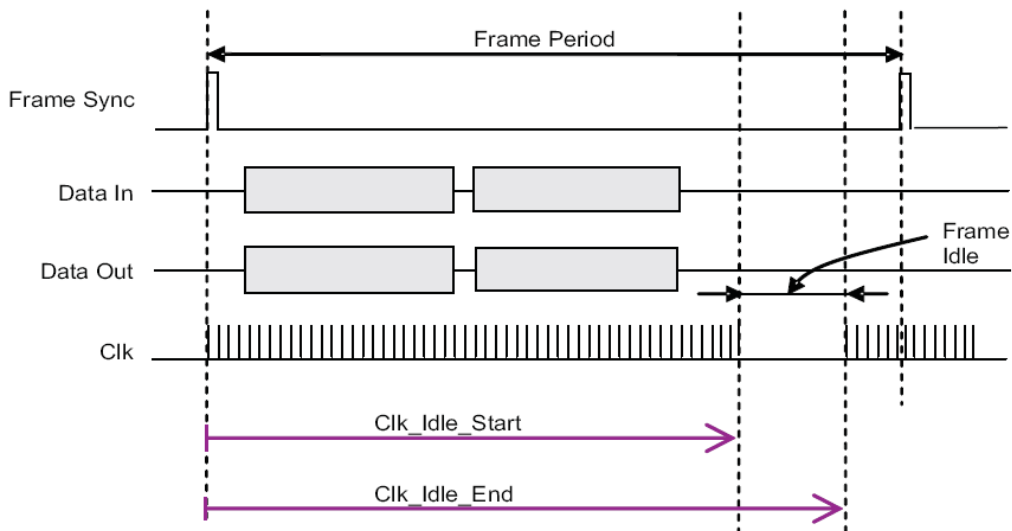 Frame Period
Frame Sync
Data In
Data Out
Frame
Idle
Clk
Clk_Idle_Start
Clk_Idle_End